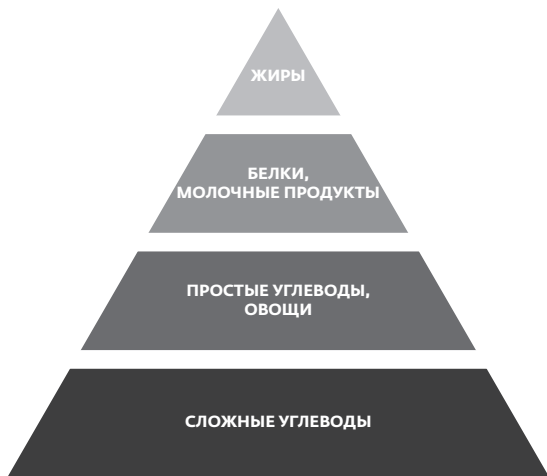 ЖИРЫ
БЕЛКИ,
МОЛОЧНЫЕ ПРОДУКТЫ
ПРОСТЫЕ УГЛЕВОДЫ,
ОВОЩИ
СЛОЖНЫЕ УГЛЕВОДЫ